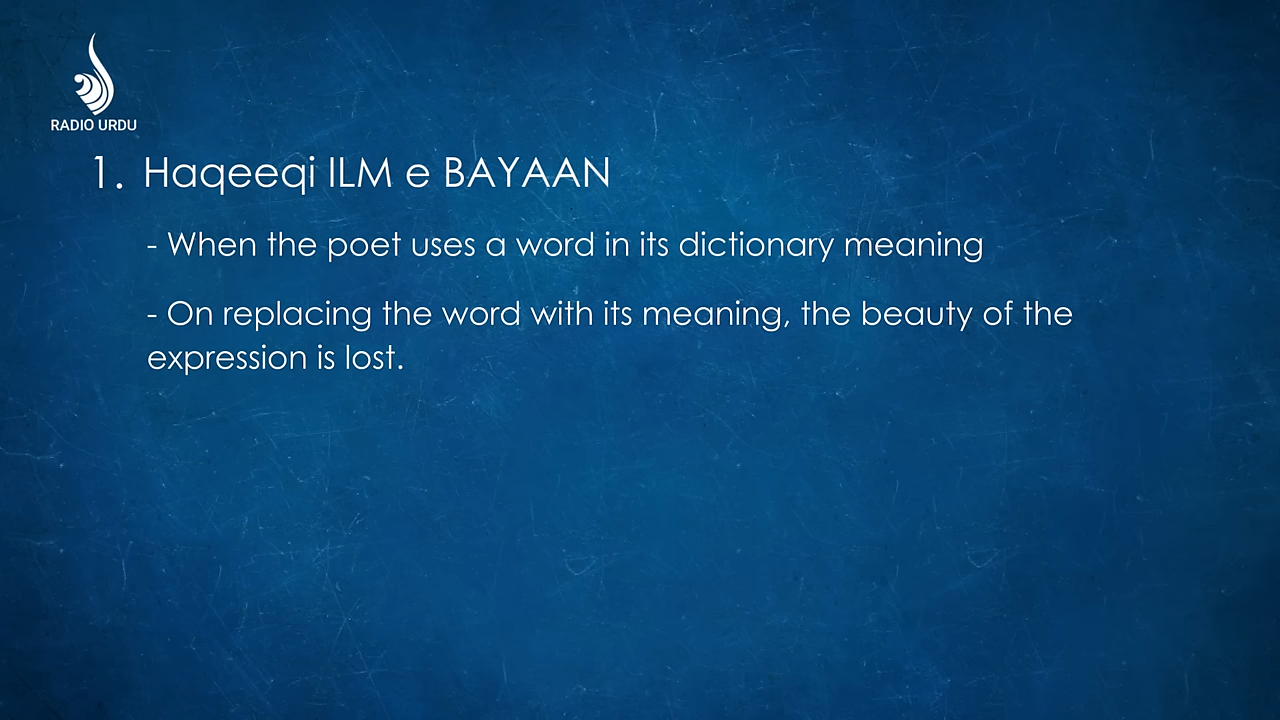 RADIO URDU
1. Haqeeqi ILM e BAYAAN
- When the poet uses a word in its dictionary meaning
- On replacing the word with its meaning, the beauty of the
expression is lost.